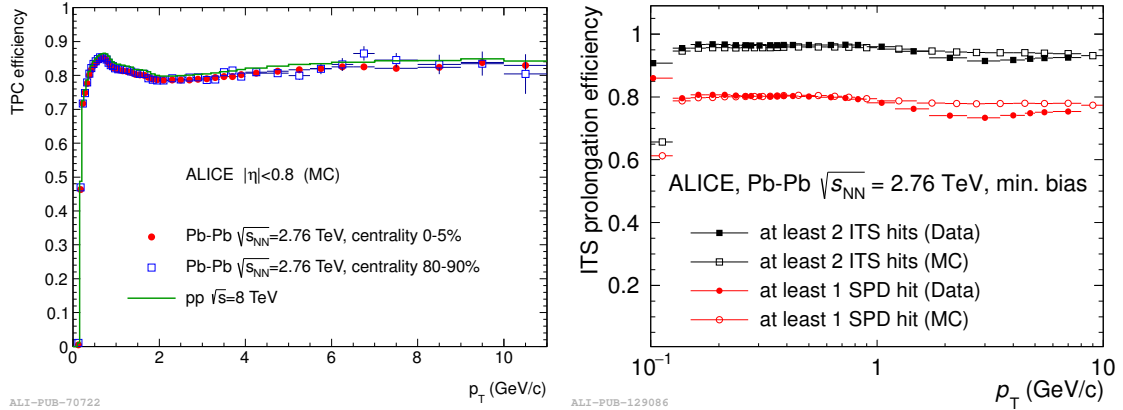 TPC efficiency
1
0.9
0.8
0.7
0.6
0.5
0.4
0.3
0.2
0.1
0
ALICE |η|<0.8 (MC)
Pb-Pb √s_NN=2.76 TeV, centrality 0-5%
Pb-Pb √s_NN=2.76 TeV, centrality 80-90%
pp √s=8 TeV
0 2 4 6 8 10
p_T (GeV/c)
ALI-PUB-70722
ITS prolongation efficiency
1
0.8
0.6
0.4
0.2
ALICE, Pb-Pb √s_NN = 2.76 TeV, min. bias
at least 2 ITS hits (Data)
at least 2 ITS hits (MC)
at least 1 SPD hit (Data)
at least 1 SPD hit (MC)
10⁻¹ 1 10
p_T (GeV/c)
ALI-PUB-129086